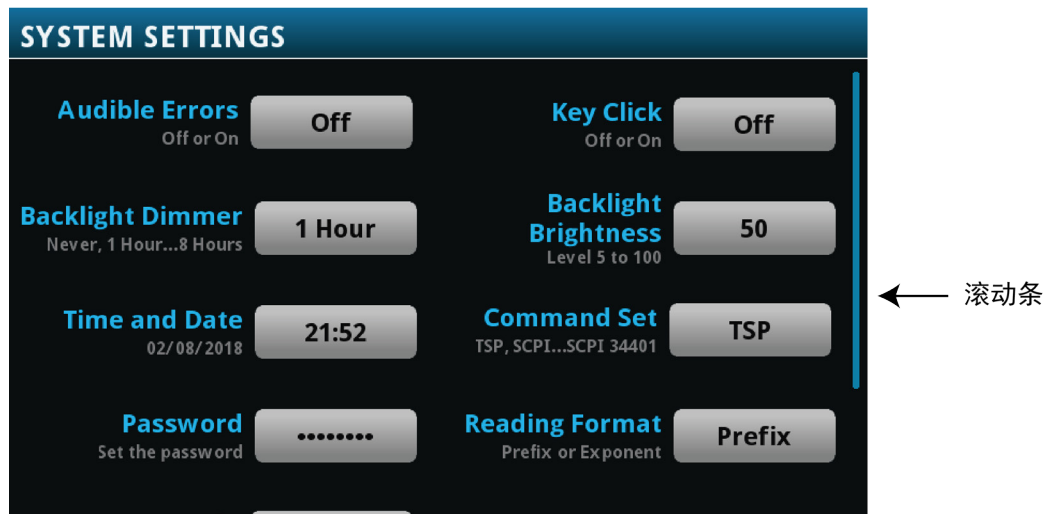 SYSTEM SETTINGS
Audible Errors
Off or On
Off
Key Click
Off or On
Off
Backlight Dimmer
Never, 1 Hour...8 Hours
1 Hour
Backlight
Brightness
Level 5 to 100
50
滚动条
Time and Date
02/08/2018
21:52
Command Set
TSP, SCPI...SCPI 34401
TSP
Password
Set the password
••••••••
Reading Format
Prefix or Exponent
Prefix